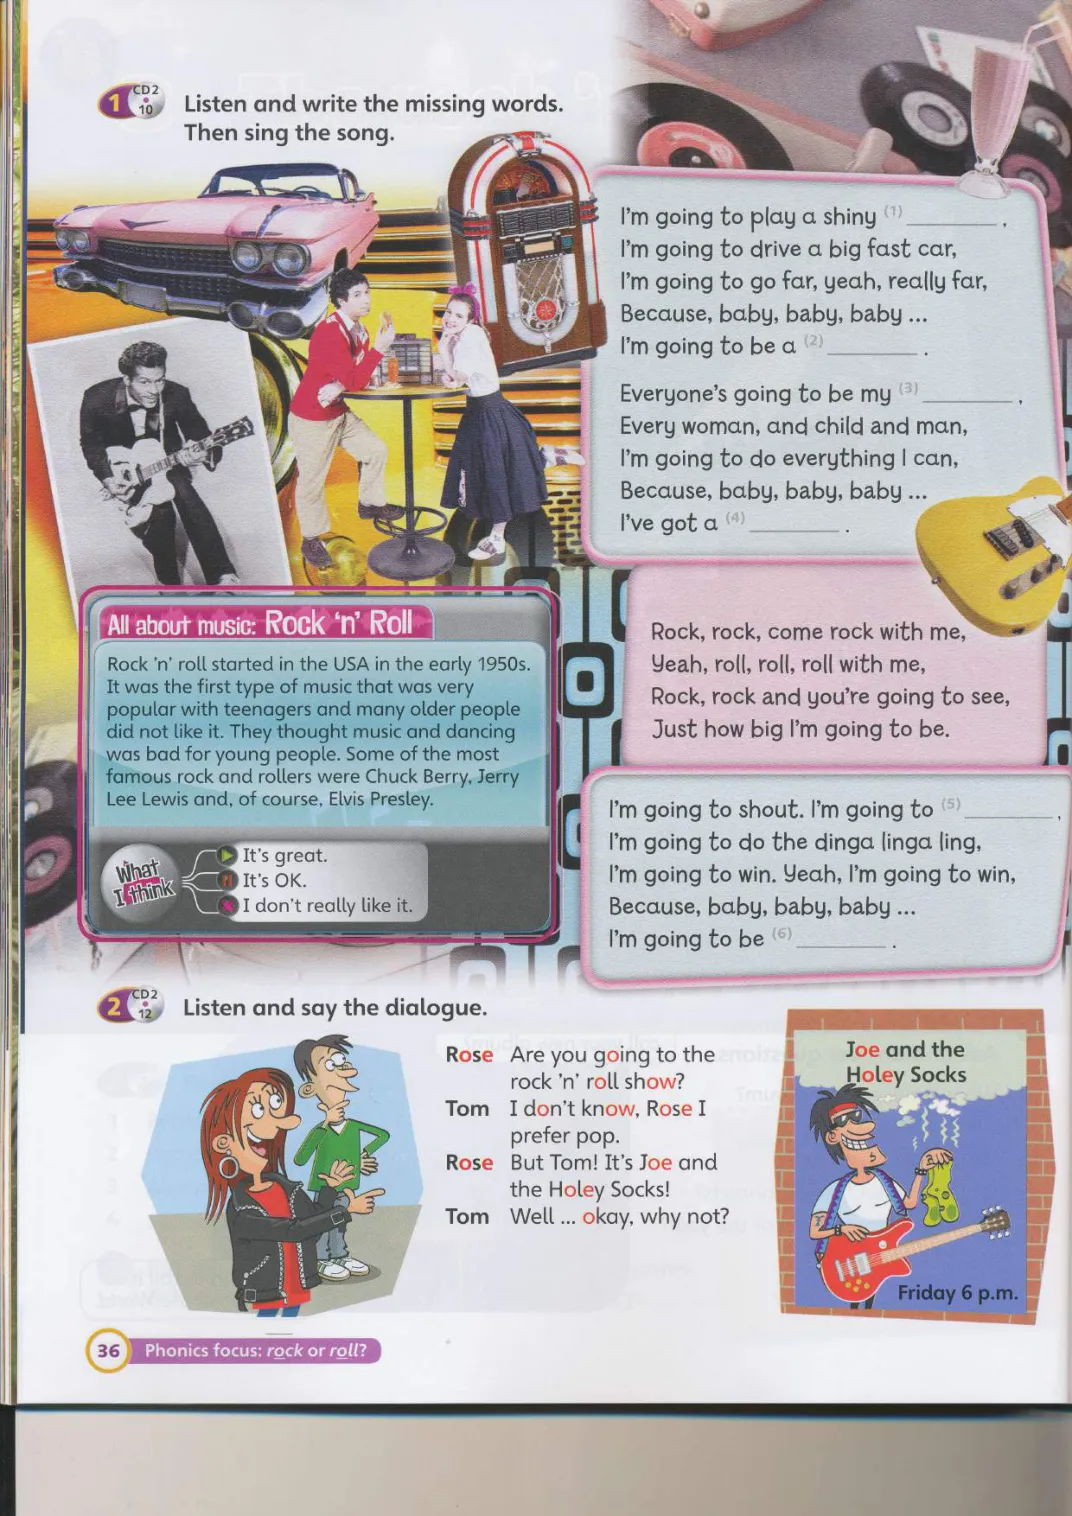 1 CD2 10
Listen and write the missing words.
Then sing the song.
I'm going to play a shiny (1) ________ .
I'm going to drive a big fast car,
I'm going to go far, yeah, really far,
Because, baby, baby, baby ...
I'm going to be a (2) ________ .
Everyone's going to be my (3) ________ ,
Every woman, and child and man,
I'm going to do everything I can,
Because, baby, baby, baby ...
I've got a (4) ________ .
Rock, rock, come rock with me,
Yeah, roll, roll, roll with me,
Rock, rock and you're going to see,
Just how big I'm going to be.
I'm going to shout. I'm going to (5) ________ ,
I'm going to do the dinga linga ling,
I'm going to win. Yeah, I'm going to win,
Because, baby, baby, baby ...
I'm going to be (6) ________ .
All about music: Rock 'n' Roll
Rock 'n' roll started in the USA in the early 1950s.
It was the first type of music that was very
popular with teenagers and many older people
did not like it. They thought music and dancing
was bad for young people. Some of the most
famous rock and rollers were Chuck Berry, Jerry
Lee Lewis and, of course, Elvis Presley.
What
I think
It's great.
It's OK.
I don't really like it.
2 CD2 12
Listen and say the dialogue.
Rose Are you going to the
rock 'n' roll show?
Tom I don't know, Rose I
prefer pop.
Rose But Tom! It's Joe and
the Holey Socks!
Tom Well ... okay, why not?
Joe and the
Holey Socks
Friday 6 p.m.
36 Phonics focus: rock or roll?